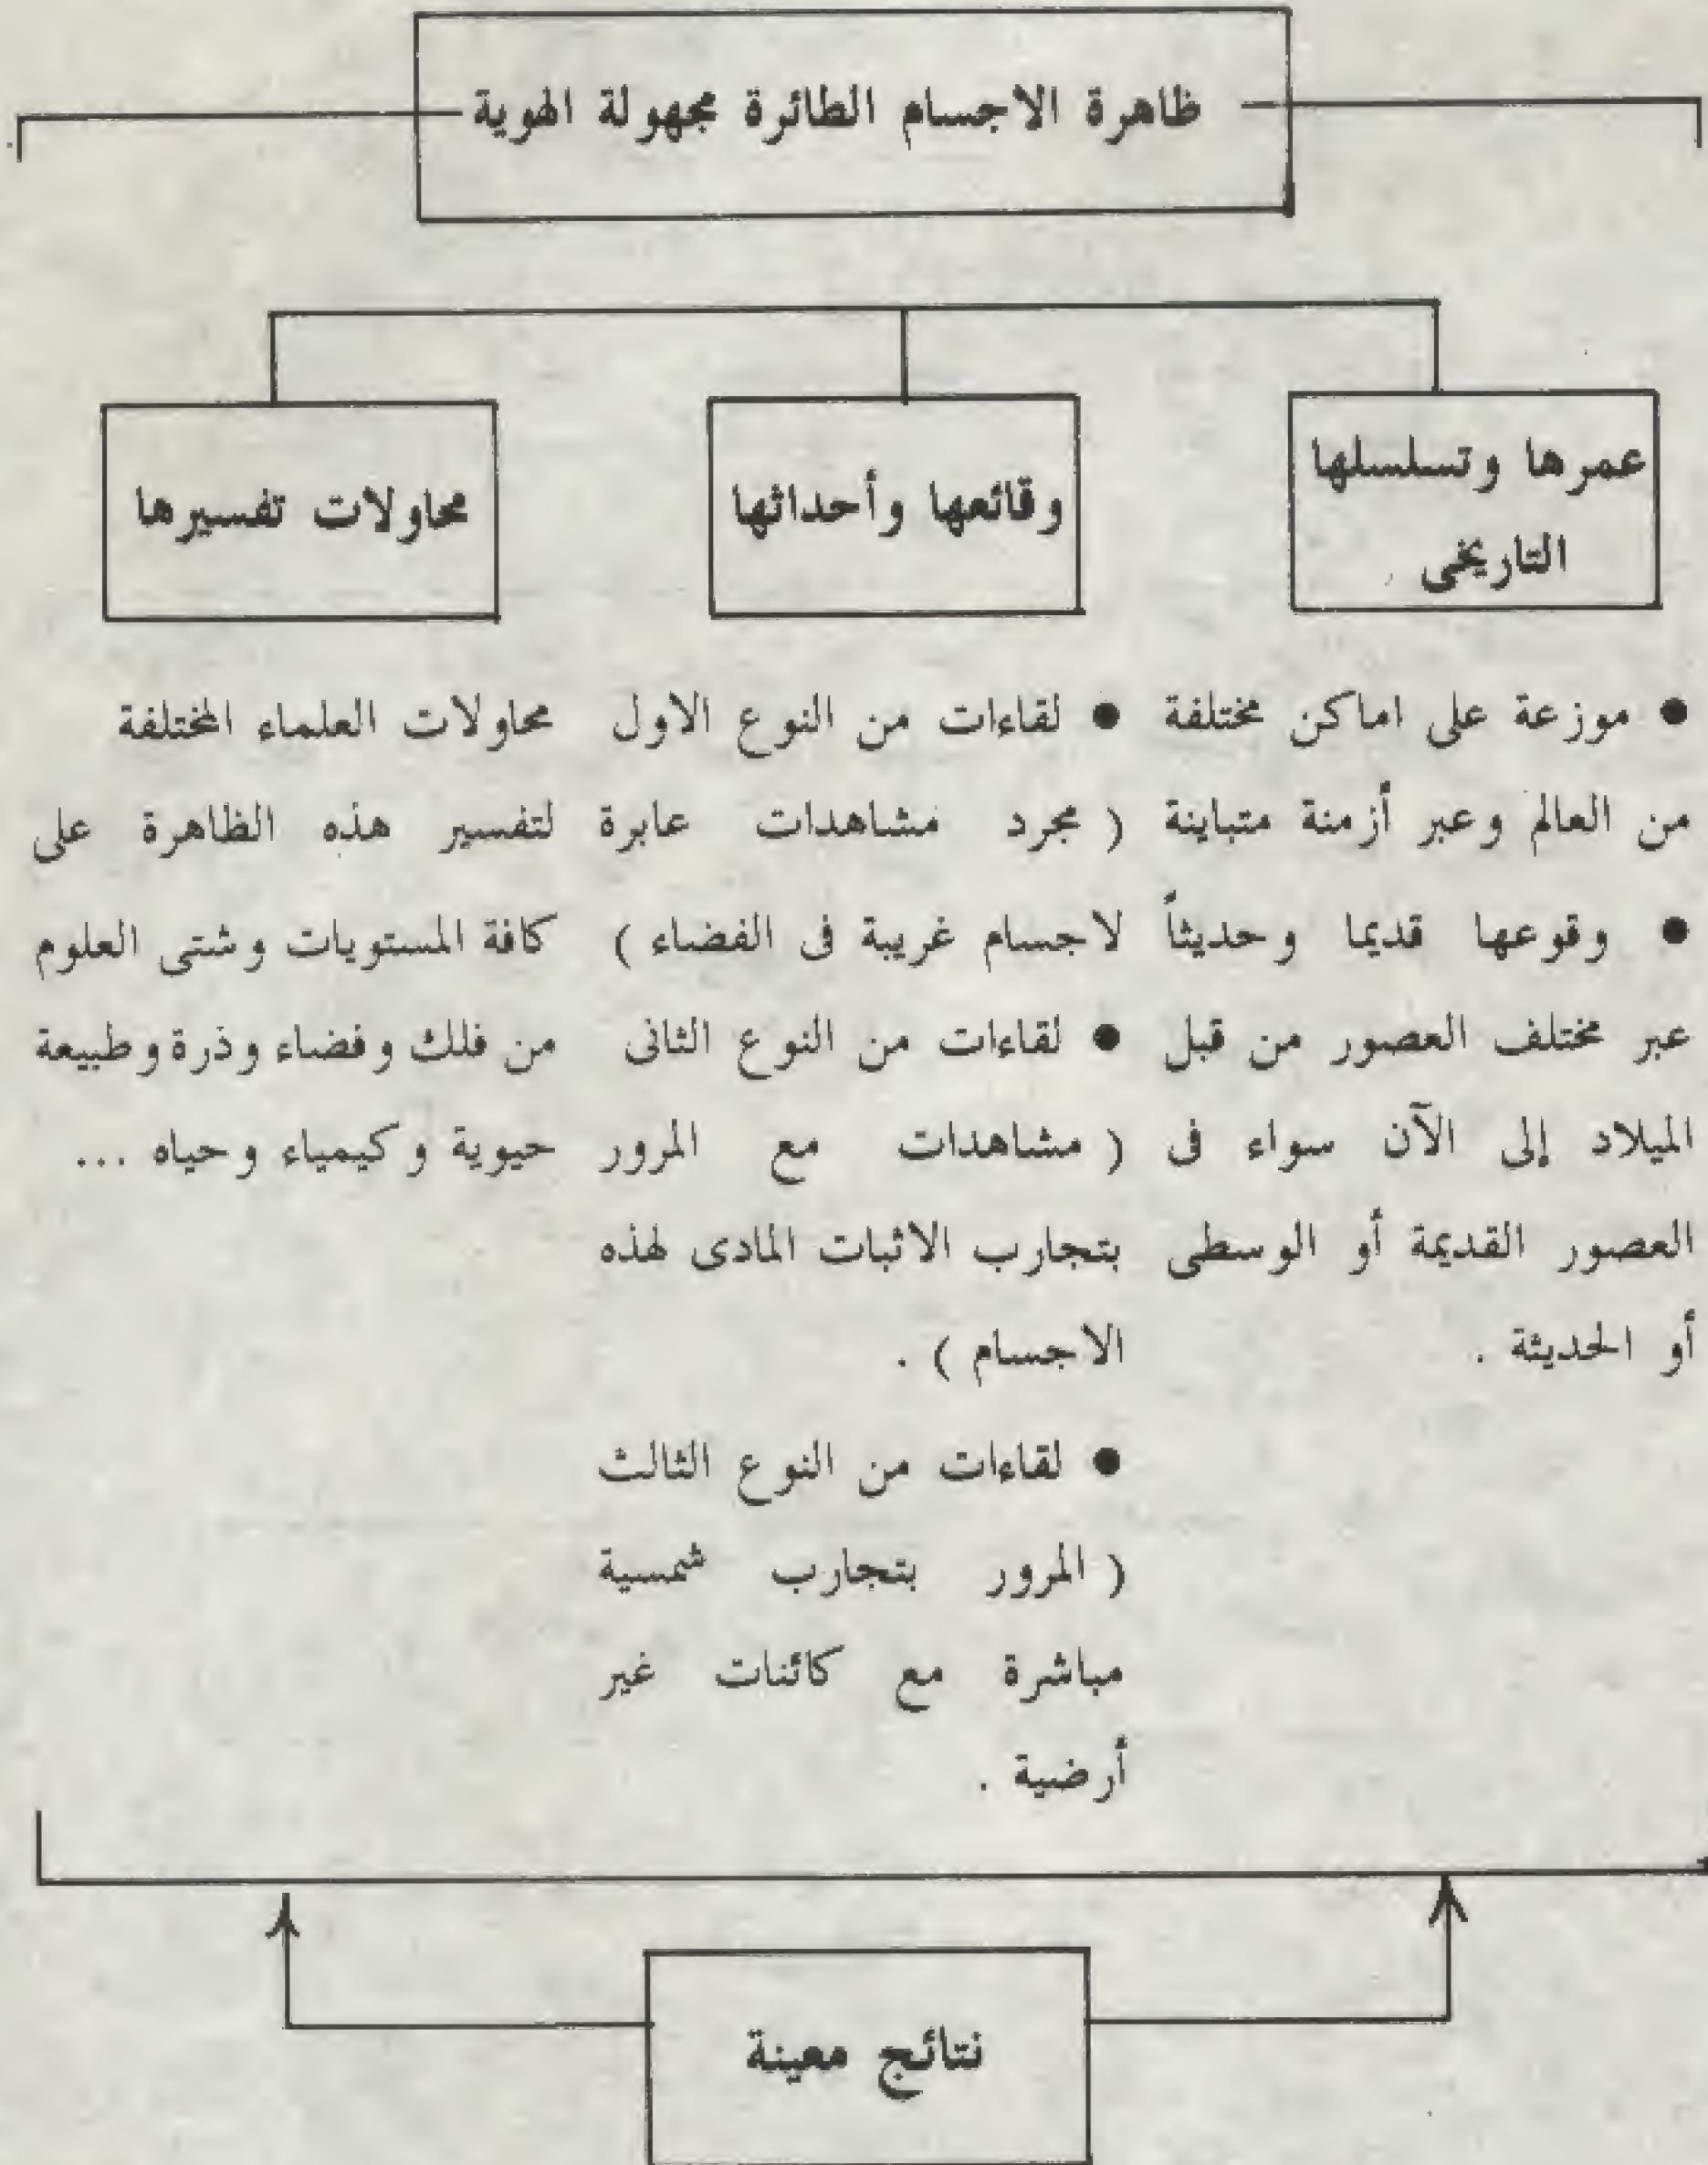 ظاهرة الاجسام الطائرة مجهولة الهوية
عمرها وتسلسلها
التاريخى
● موزعة على اماكن مختلفة
من العالم وعبر أزمنة متباينة
● وقوعها قديما وحديثاً
عبر مختلف العصور من قبل
الميلاد إلى الآن سواء فى
العصور القديمة أو الوسطى
أو الحديثة .
وقائعها وأحداثها
● لقاءات من النوع الاول
( مجرد مشاهدات عابرة
لاجسام غريبة فى الفضاء )
● لقاءات من النوع الثانى
( مشاهدات مع المرور
بتجارب الاثبات المادى لهذه
الاجسام ) .
● لقاءات من النوع الثالث
( المرور بتجارب شمسية
مباشرة مع كائنات غير
أرضية .
محاولات تفسيرها
محاولات العلماء المختلفة
لتفسير هذه الظاهرة على
كافة المستويات وشتى العلوم
من فلك وفضاء وذرة وطبيعة
حيوية وكيمياء وحياه ...
نتائج معينة